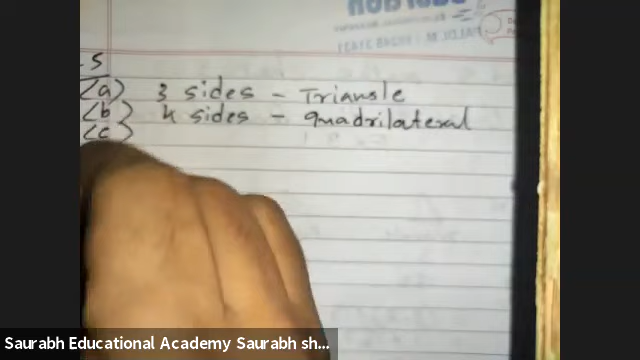 5
(a) 3 sides - Triangle
(b) 4 sides - quadrilateral
(c)
Saurabh Educational Academy Saurabh sh...